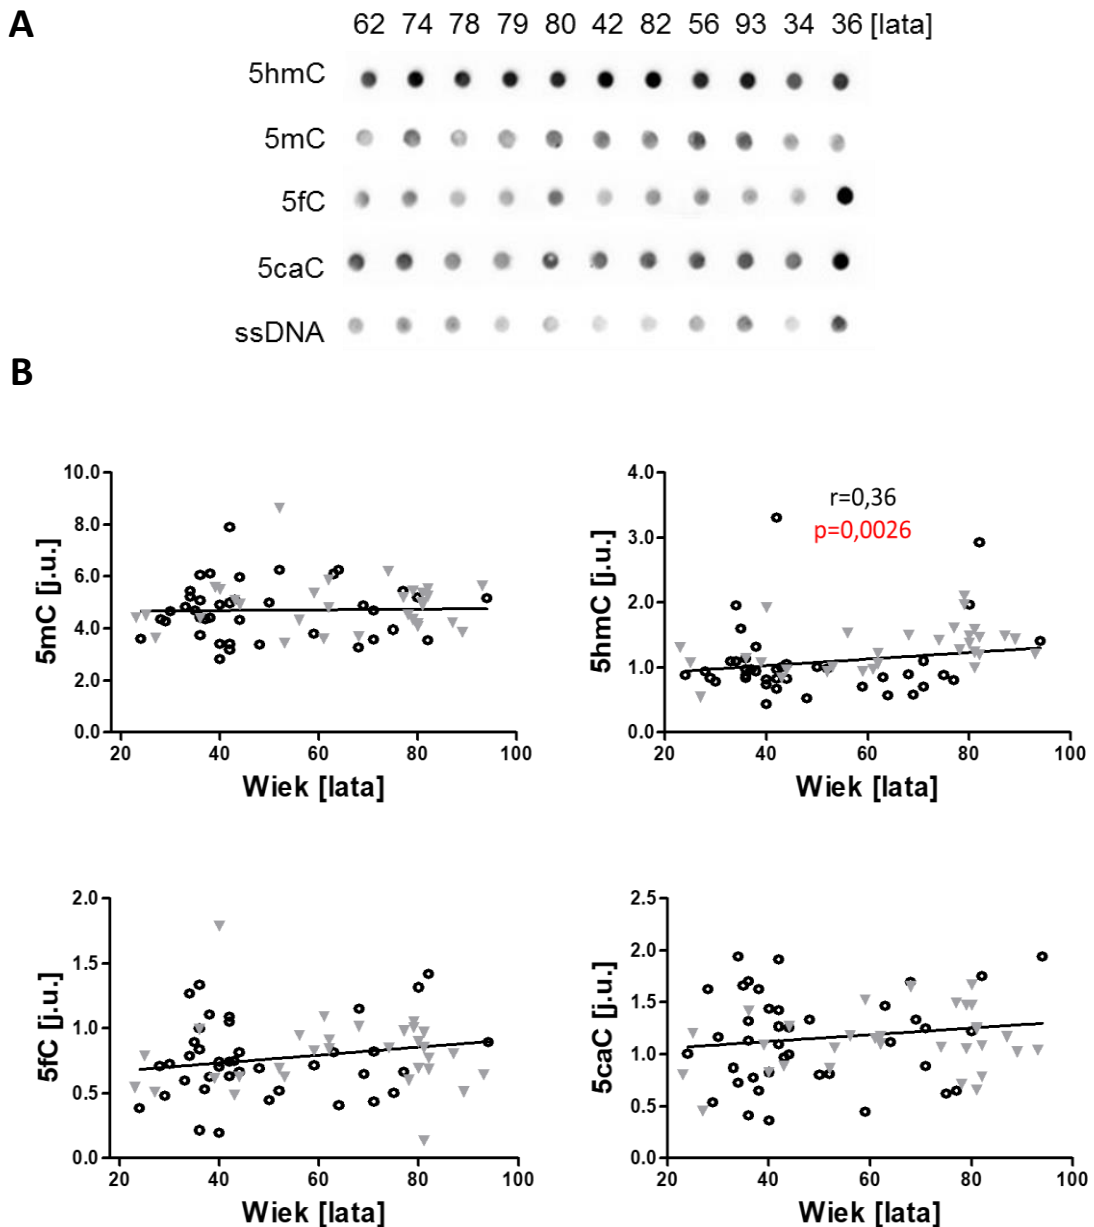 A
62 74 78 79 80 42 82 56 93 34 36 [lata]
5hmC
5mC
5fC
5caC
ssDNA
B
10.0
8.0
6.0
4.0
2.0
0.0
5mC [j.u.]
20 40 60 80 100
Wiek [lata]
4.0
3.0
2.0
1.0
0.0
5hmC [j.u.]
r=0,36
p=0,0026
20 40 60 80 100
Wiek [lata]
2.0
1.5
1.0
0.5
0.0
5fC [j.u.]
20 40 60 80 100
Wiek [lata]
2.5
2.0
1.5
1.0
0.5
0.0
5caC [j.u.]
20 40 60 80 100
Wiek [lata]